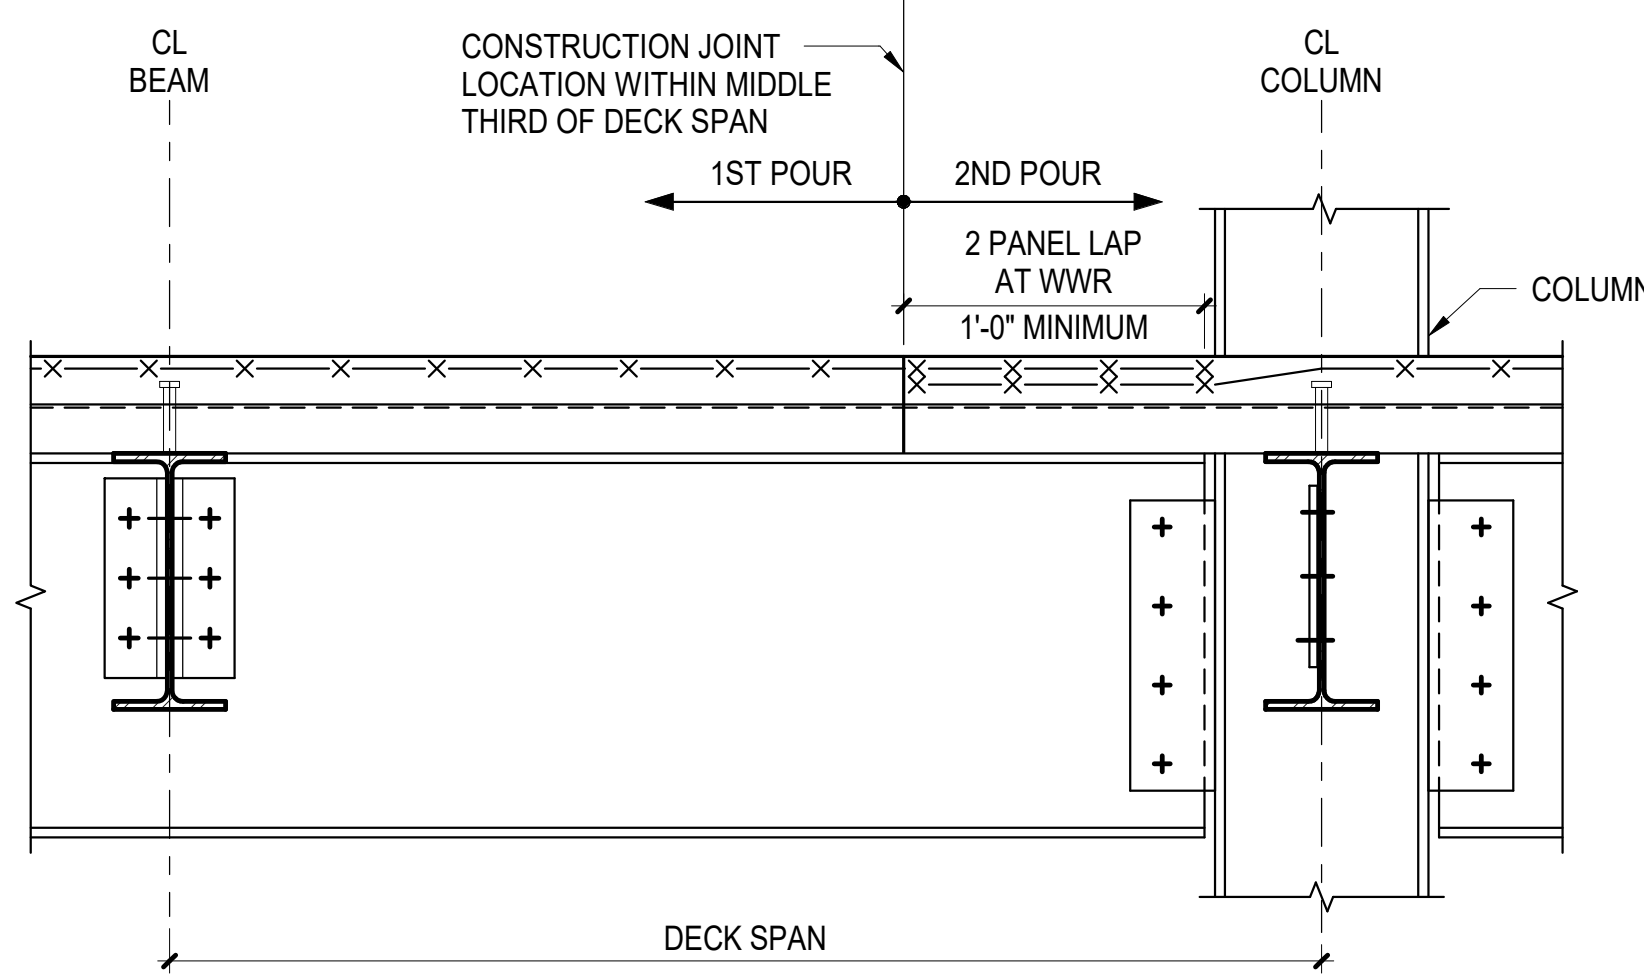 CL
BEAM
CONSTRUCTION JOINT
LOCATION WITHIN MIDDLE
THIRD OF DECK SPAN
CL
COLUMN
1ST POUR
2ND POUR
2 PANEL LAP
AT WWR
1'-0" MINIMUM
COLUMN
DECK SPAN